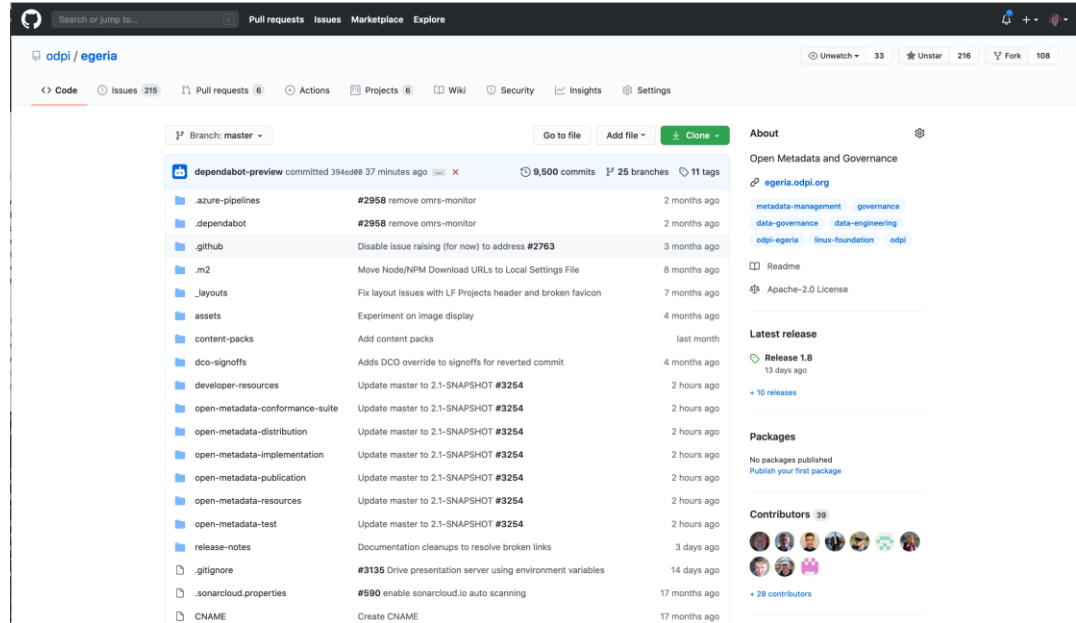 Search or jump to... / Pull requests Issues Marketplace Explore
odpi / egeria
Unwatch 33 Unstar 216 Fork 108
Code Issues 215 Pull requests 6 Actions Projects 6 Wiki Security Insights Settings
Branch: master Go to file Add file Clone
dependabot-preview committed 394ed00 37 minutes ago ... 9,500 commits 25 branches 11 tags
.azure-pipelines #2958 remove omrs-monitor 2 months ago
.dependabot #2958 remove omrs-monitor 2 months ago
.github Disable issue raising (for now) to address #2763 3 months ago
.m2 Move Node/NPM Download URLs to Local Settings File 8 months ago
_layouts Fix layout issues with LF Projects header and broken favicon 7 months ago
assets Experiment on image display 4 months ago
content-packs Add content packs last month
dco-signoffs Adds DCO override to signoffs for reverted commit 4 months ago
developer-resources Update master to 2.1-SNAPSHOT #3254 2 hours ago
open-metadata-conformance-suite Update master to 2.1-SNAPSHOT #3254 2 hours ago
open-metadata-distribution Update master to 2.1-SNAPSHOT #3254 2 hours ago
open-metadata-implementation Update master to 2.1-SNAPSHOT #3254 2 hours ago
open-metadata-publication Update master to 2.1-SNAPSHOT #3254 2 hours ago
open-metadata-resources Update master to 2.1-SNAPSHOT #3254 2 hours ago
open-metadata-test Update master to 2.1-SNAPSHOT #3254 2 hours ago
release-notes Documentation cleanups to resolve broken links 3 days ago
.gitignore #3135 Drive presentation server using environment variables 14 days ago
.sonarcloud.properties #590 enable sonarcloud.io auto scanning 17 months ago
CNAME Create CNAME 17 months ago
About
Open Metadata and Governance
egeria.odpi.org
metadata-management governance
data-governance data-engineering
odpi-egeria linux-foundation odpi
Readme
Apache-2.0 License
Latest release
Release 1.8
13 days ago
+ 10 releases
Packages
No packages published
Publish your first package
Contributors 39
+ 28 contributors